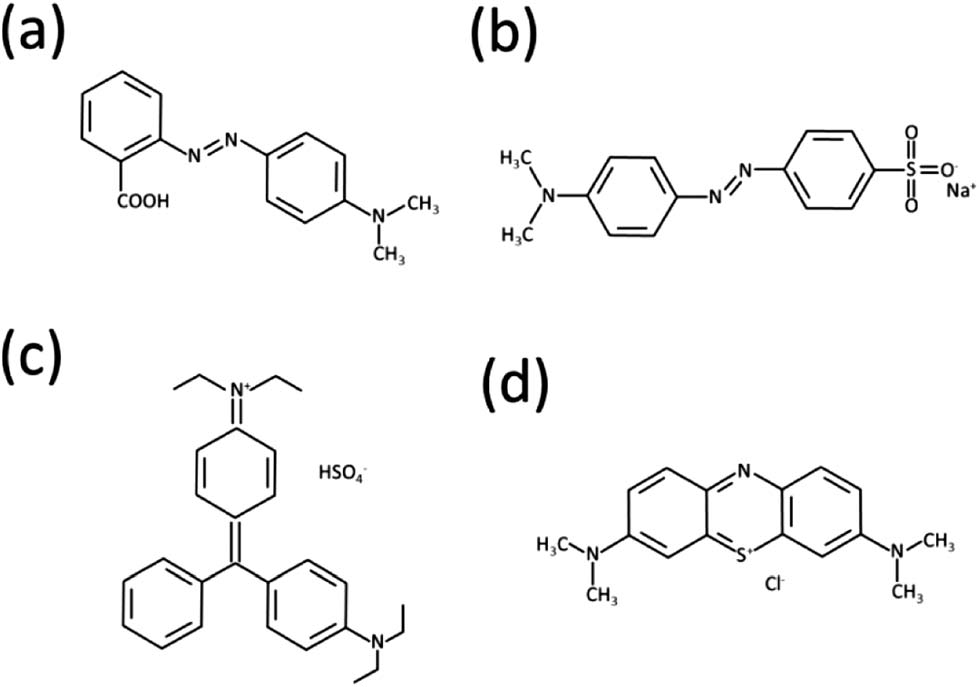 (a)
N
N
COOH
N
CH₃
CH₃
(b)
H₃C
N
H₃C
N
N
O
S
O⁻
O
Na⁺
(c)
N⁺
HSO₄⁻
N
(d)
N
S⁺
H₃C
N
CH₃
N
CH₃
CH₃
Cl⁻